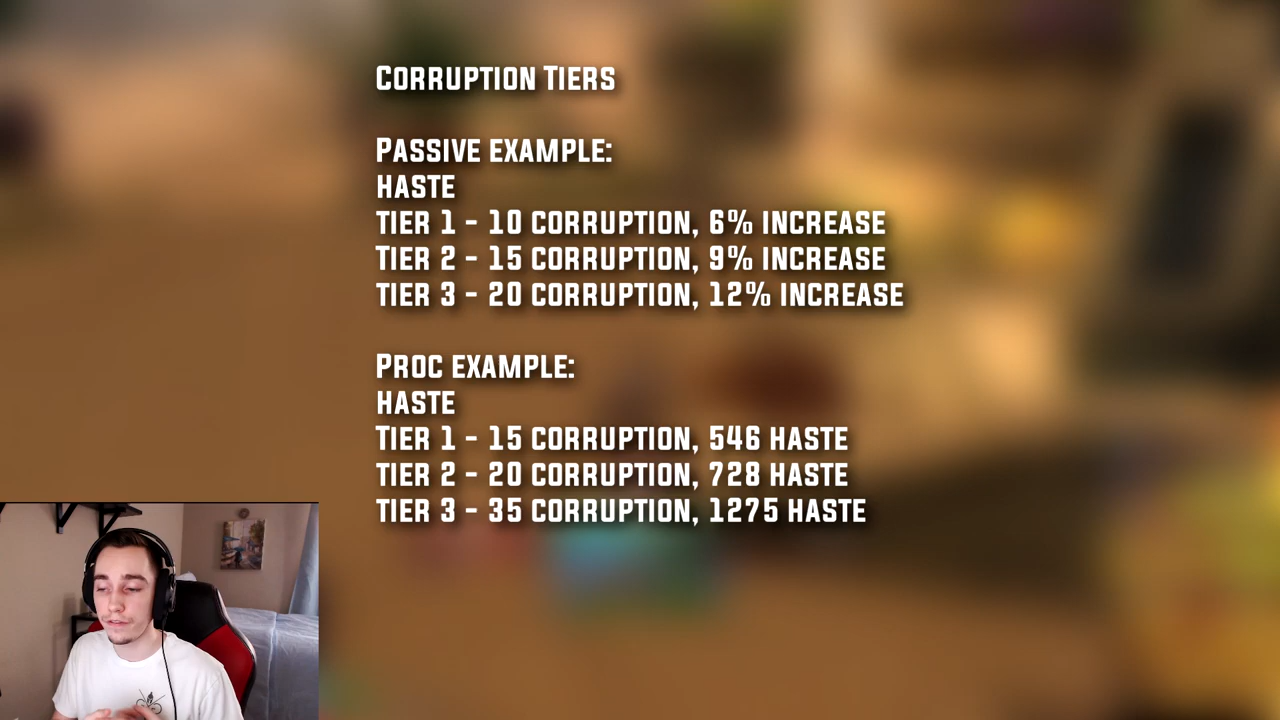 Corruption Tiers
Passive example:
haste
tier 1 - 10 corruption, 6% increase
Tier 2 - 15 corruption, 9% increase
tier 3 - 20 corruption, 12% increase
Proc example:
haste
Tier 1 - 15 corruption, 546 haste
Tier 2 - 20 corruption, 728 haste
tier 3 - 35 corruption, 1275 haste